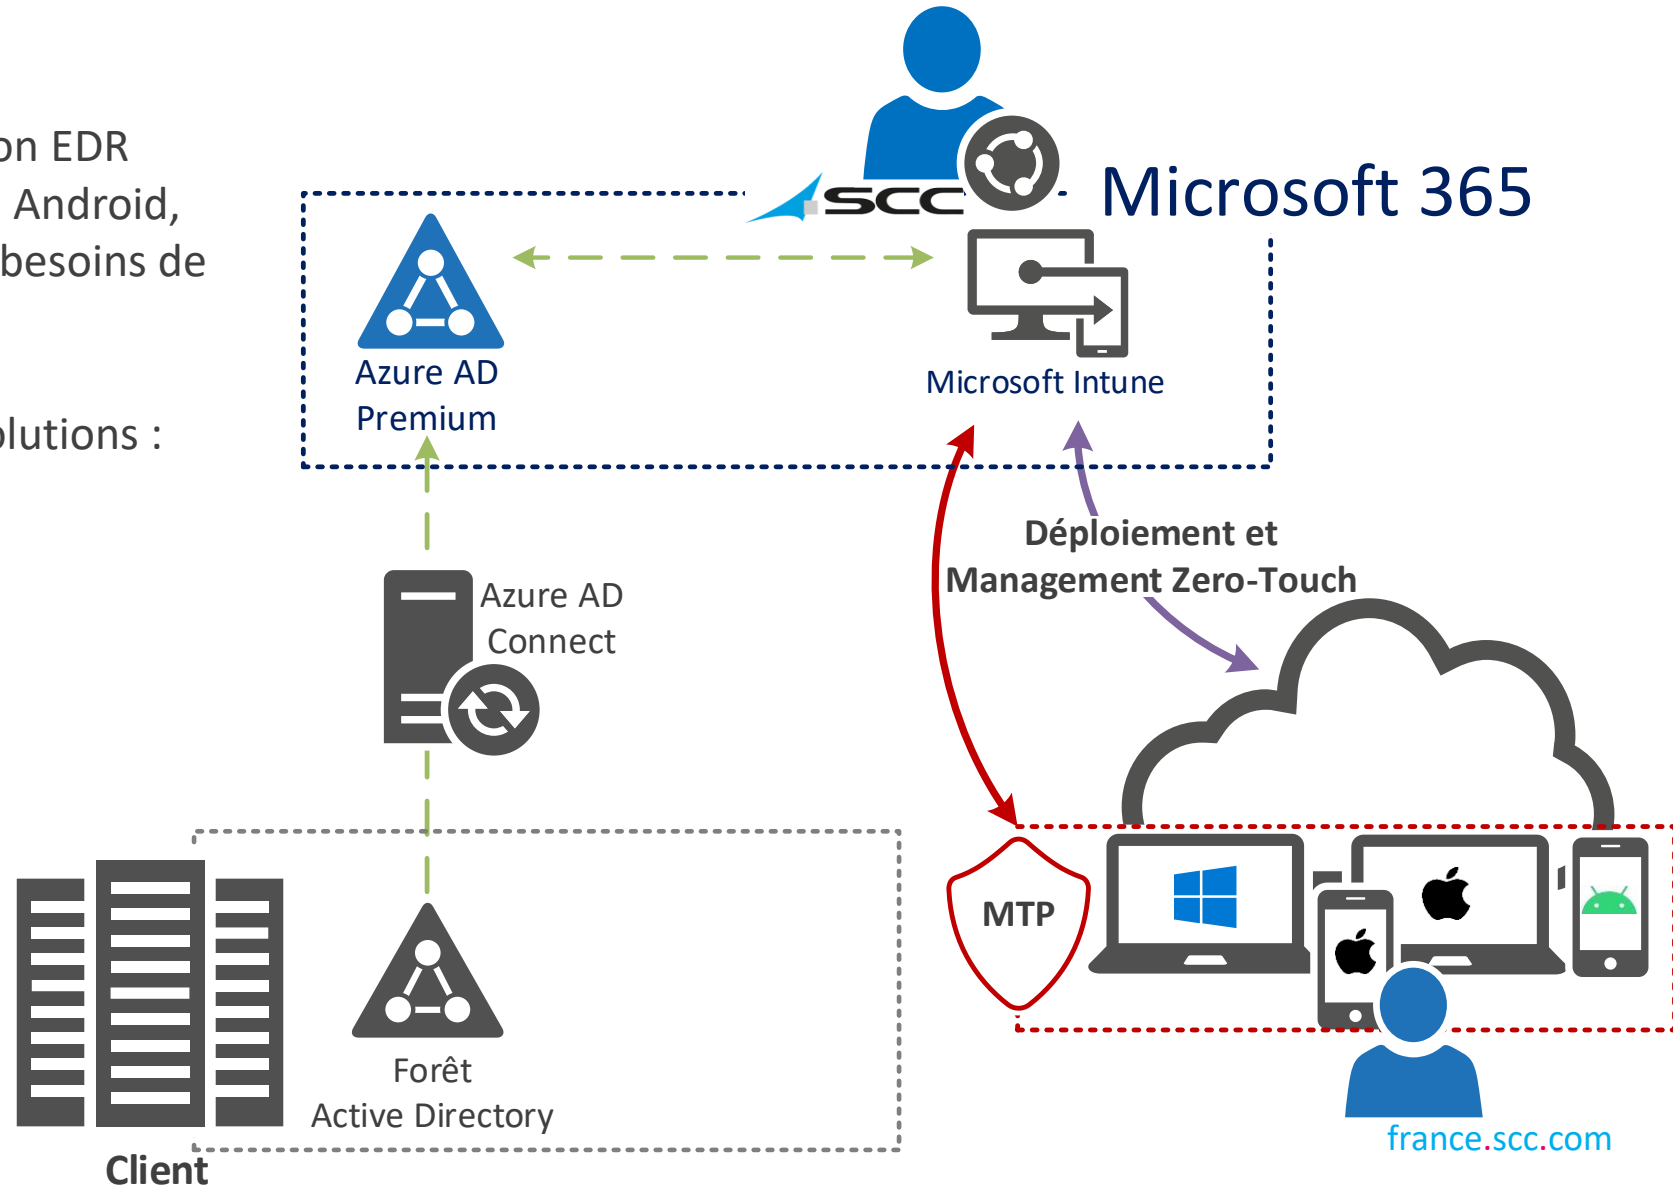 on EDR
Android,
besoins de
olutions :
SCC
Microsoft 365
Azure AD
Premium
Microsoft Intune
Déploiement et
Management Zero-Touch
Azure AD
Connect
MTP
Forêt
Active Directory
Client
france.scc.com